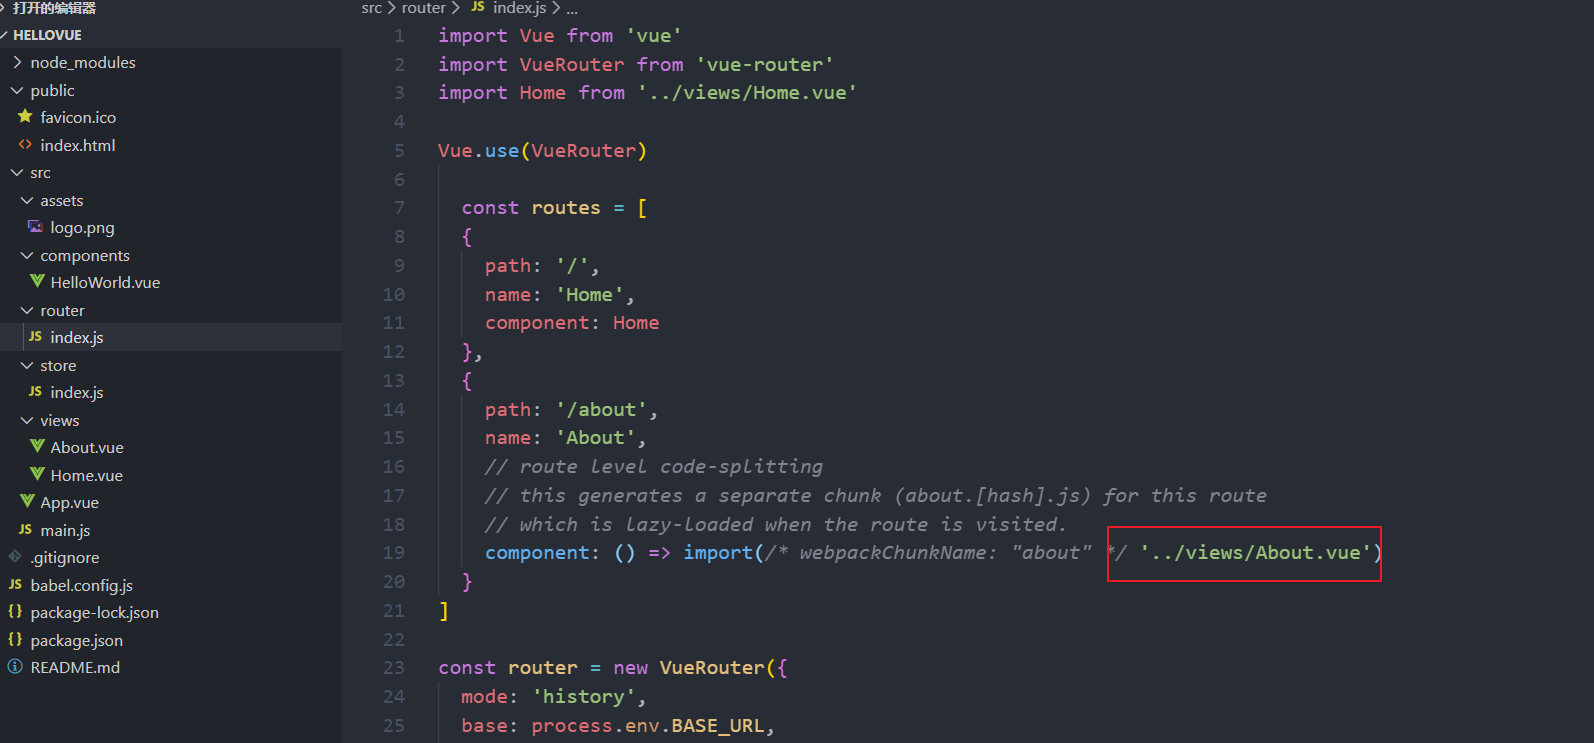 打开的编辑器
HELLOVUE
node_modules
public
favicon.ico
index.html
src
assets
logo.png
components
HelloWorld.vue
router
JS index.js
store
JS index.js
views
About.vue
Home.vue
App.vue
JS main.js
.gitignore
JS babel.config.js
{} package-lock.json
{} package.json
README.md
src > router > JS index.js > ...
1 import Vue from 'vue'
2 import VueRouter from 'vue-router'
3 import Home from '../views/Home.vue'
4
5 Vue.use(VueRouter)
6
7 const routes = [
8 {
9 path: '/',
10 name: 'Home',
11 component: Home
12 },
13 {
14 path: '/about',
15 name: 'About',
16 // route level code-splitting
17 // this generates a separate chunk (about.[hash].js) for this route
18 // which is lazy-loaded when the route is visited.
19 component: () => import(/* webpackChunkName: "about" */ '../views/About.vue')
20 }
21 ]
22
23 const router = new VueRouter({
24 mode: 'history',
25 base: process.env.BASE_URL,